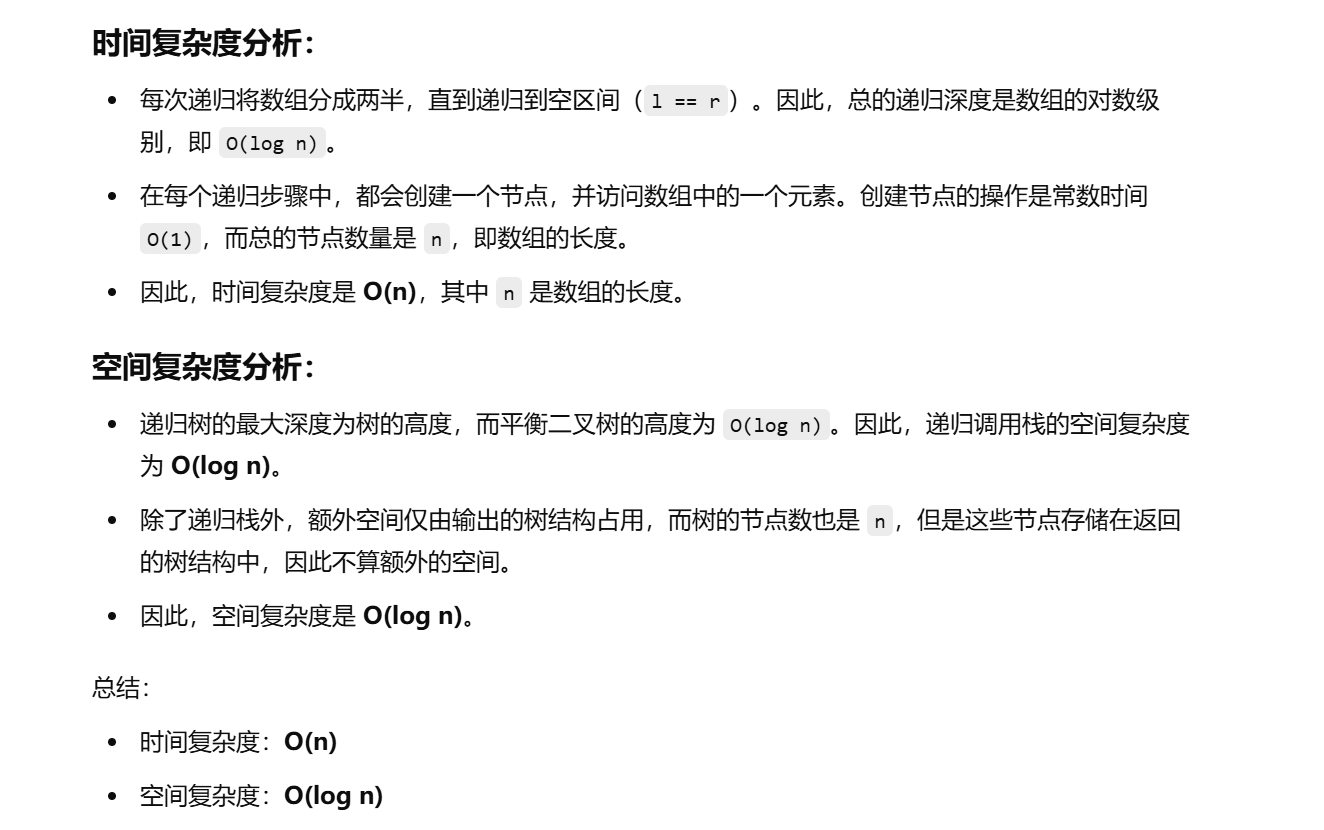 时间复杂度分析：
• 每次递归将数组分成两半，直到递归到空区间（l == r）。因此，总的递归深度是数组的对数级
别，即 O(log n)。
• 在每个递归步骤中，都会创建一个节点，并访问数组中的一个元素。创建节点的操作是常数时间
O(1)，而总的节点数量是 n，即数组的长度。
• 因此，时间复杂度是 O(n)，其中 n 是数组的长度。
空间复杂度分析：
• 递归树的最大深度为树的高度，而平衡二叉树的高度为 O(log n)。因此，递归调用栈的空间复杂度
为 O(log n)。
• 除了递归栈外，额外空间仅由输出的树结构占用，而树的节点数也是 n，但是这些节点存储在返回
的树结构中，因此不算额外的空间。
• 因此，空间复杂度是 O(log n)。
总结：
• 时间复杂度：O(n)
• 空间复杂度：O(log n)